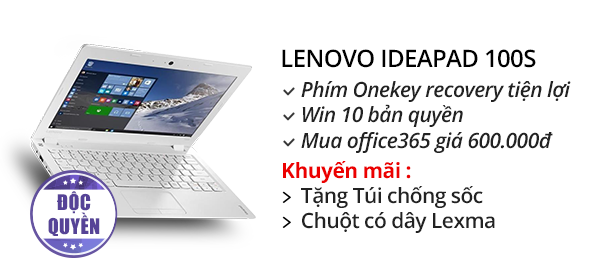 LENOVO IDEAPAD 100S
Phím Onekey recovery tiện lợi
Win 10 bản quyền
Mua office365 giá 600.000đ
Khuyến mãi :
Tặng Túi chống sốc
Chuột có dây Lexma
ĐỘC
QUYỀN